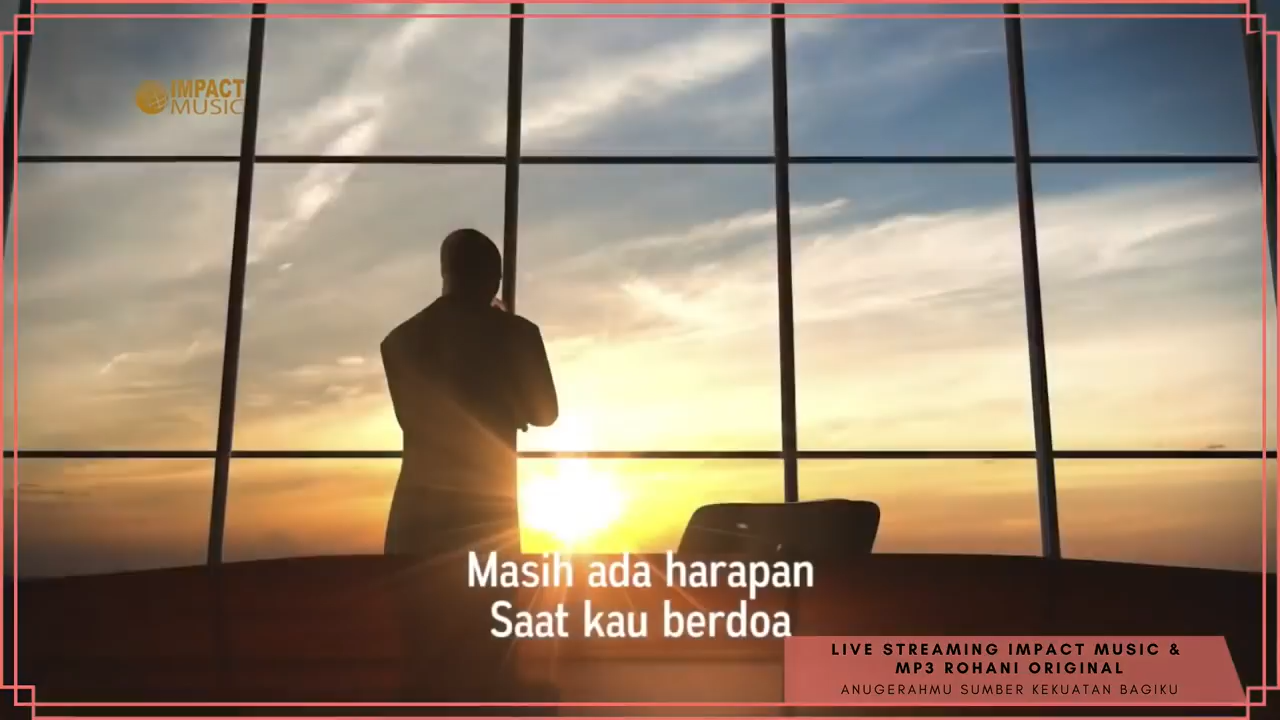 IMPACT
MUSIC
Masih ada harapan
Saat kau berdoa
LIVE STREAMING IMPACT MUSIC &
MP3 ROHANI ORIGINAL
ANUGERAHMU SUMBER KEKUATAN BAGIKU